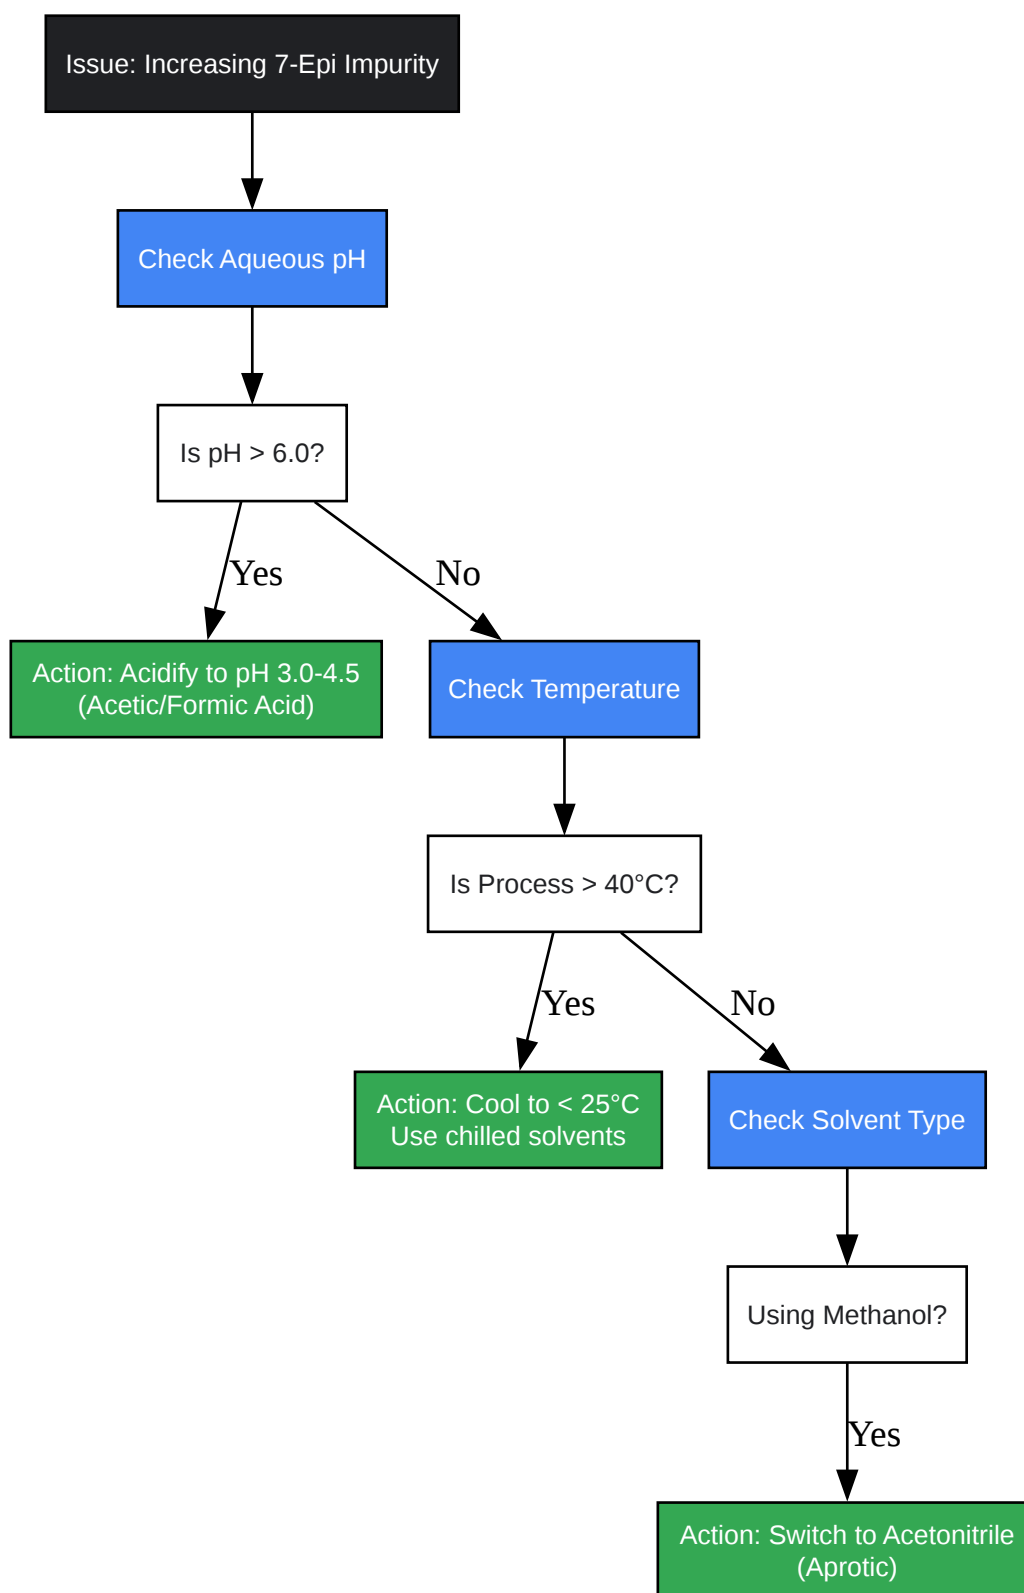 Issue: Increasing 7-Epi Impurity
Check Aqueous pH
Is pH > 6.0?
Yes
No
Action: Acidify to pH 3.0-4.5
(Acetic/Formic Acid)
Check Temperature
Is Process > 40°C?
Yes
No
Action: Cool to < 25°C
Use chilled solvents
Check Solvent Type
Using Methanol?
Yes
Action: Switch to Acetonitrile
(Aprotic)